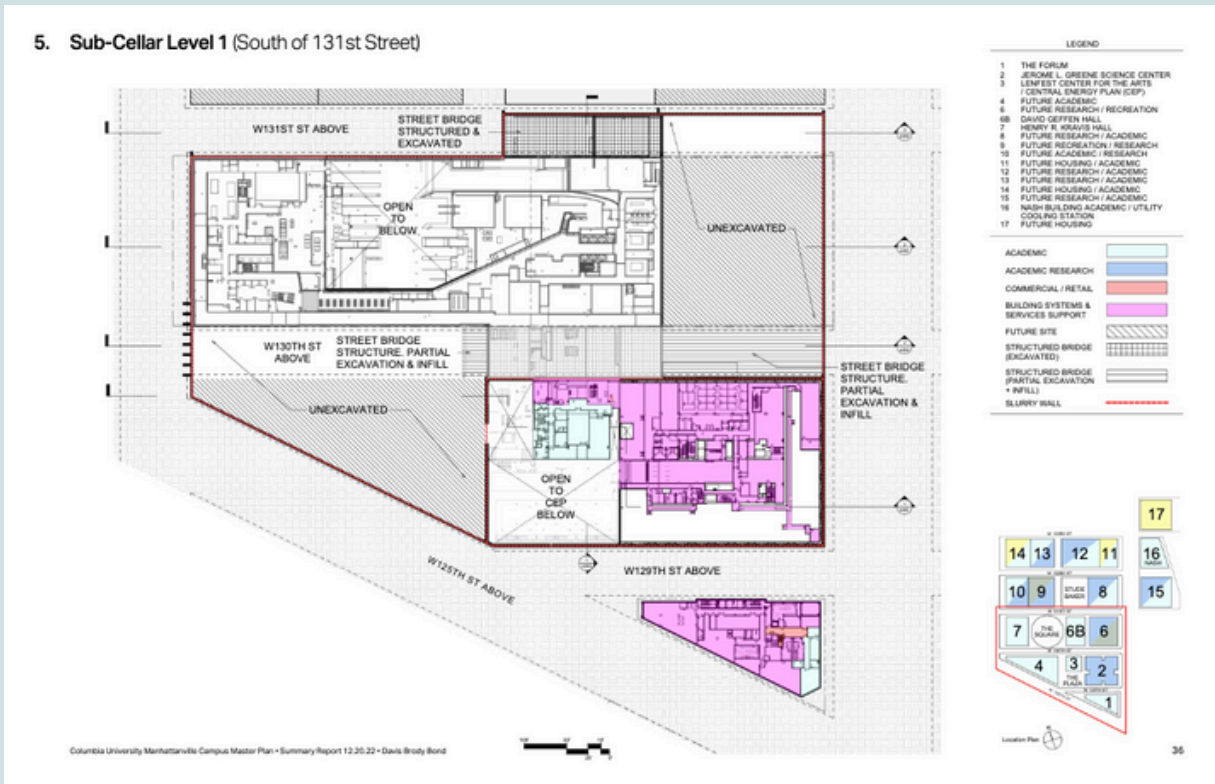 5. Sub-Cellar Level 1 (South of 131st Street)
W131ST ST ABOVE
STREET BRIDGE
STRUCTURED &
EXCAVATED
OPEN
TO
BELOW
UNEXCAVATED
W130TH ST
ABOVE
STREET BRIDGE
STRUCTURE. PARTIAL
EXCAVATION & INFILL
STREET BRIDGE
STRUCTURE.
PARTIAL
EXCAVATION &
INFILL
UNEXCAVATED
OPEN
TO
CEP
BELOW
W125TH ST ABOVE
W129TH ST ABOVE
LEGEND
1 THE FORUM
2 JEROME L. GREENE SCIENCE CENTER
3 LENFEST CENTER FOR THE ARTS
/ CENTRAL ENERGY PLAN (CEP)
4 FUTURE ACADEMIC
6 FUTURE RESEARCH / RECREATION
6B DAVID GEFFEN HALL
7 HENRY R. KRAVIS HALL
8 FUTURE RESEARCH / ACADEMIC
9 FUTURE RECREATION / RESEARCH
10 FUTURE ACADEMIC / RESEARCH
11 FUTURE HOUSING / ACADEMIC
12 FUTURE RESEARCH / ACADEMIC
13 FUTURE RESEARCH / ACADEMIC
14 FUTURE HOUSING / ACADEMIC
15 FUTURE RESEARCH / ACADEMIC
16 NASH BUILDING ACADEMIC / UTILITY
COOLING STATION
17 FUTURE HOUSING
ACADEMIC
ACADEMIC RESEARCH
COMMERCIAL / RETAIL
BUILDING SYSTEMS &
SERVICES SUPPORT
FUTURE SITE
STRUCTURED BRIDGE
(EXCAVATED)
STRUCTURED BRIDGE
(PARTIAL EXCAVATION
+ INFILL)
SLURRY WALL
17
14 13 12 11
16
NASH
10 9 STUDE
BAKER 8
15
7 THE
SQUARE 6B 6
4 3 2
THE
PLAZA
1
Location Plan
Columbia University Manhattanville Campus Master Plan • Summary Report 12.20.22 • Davis Brody Bond
36